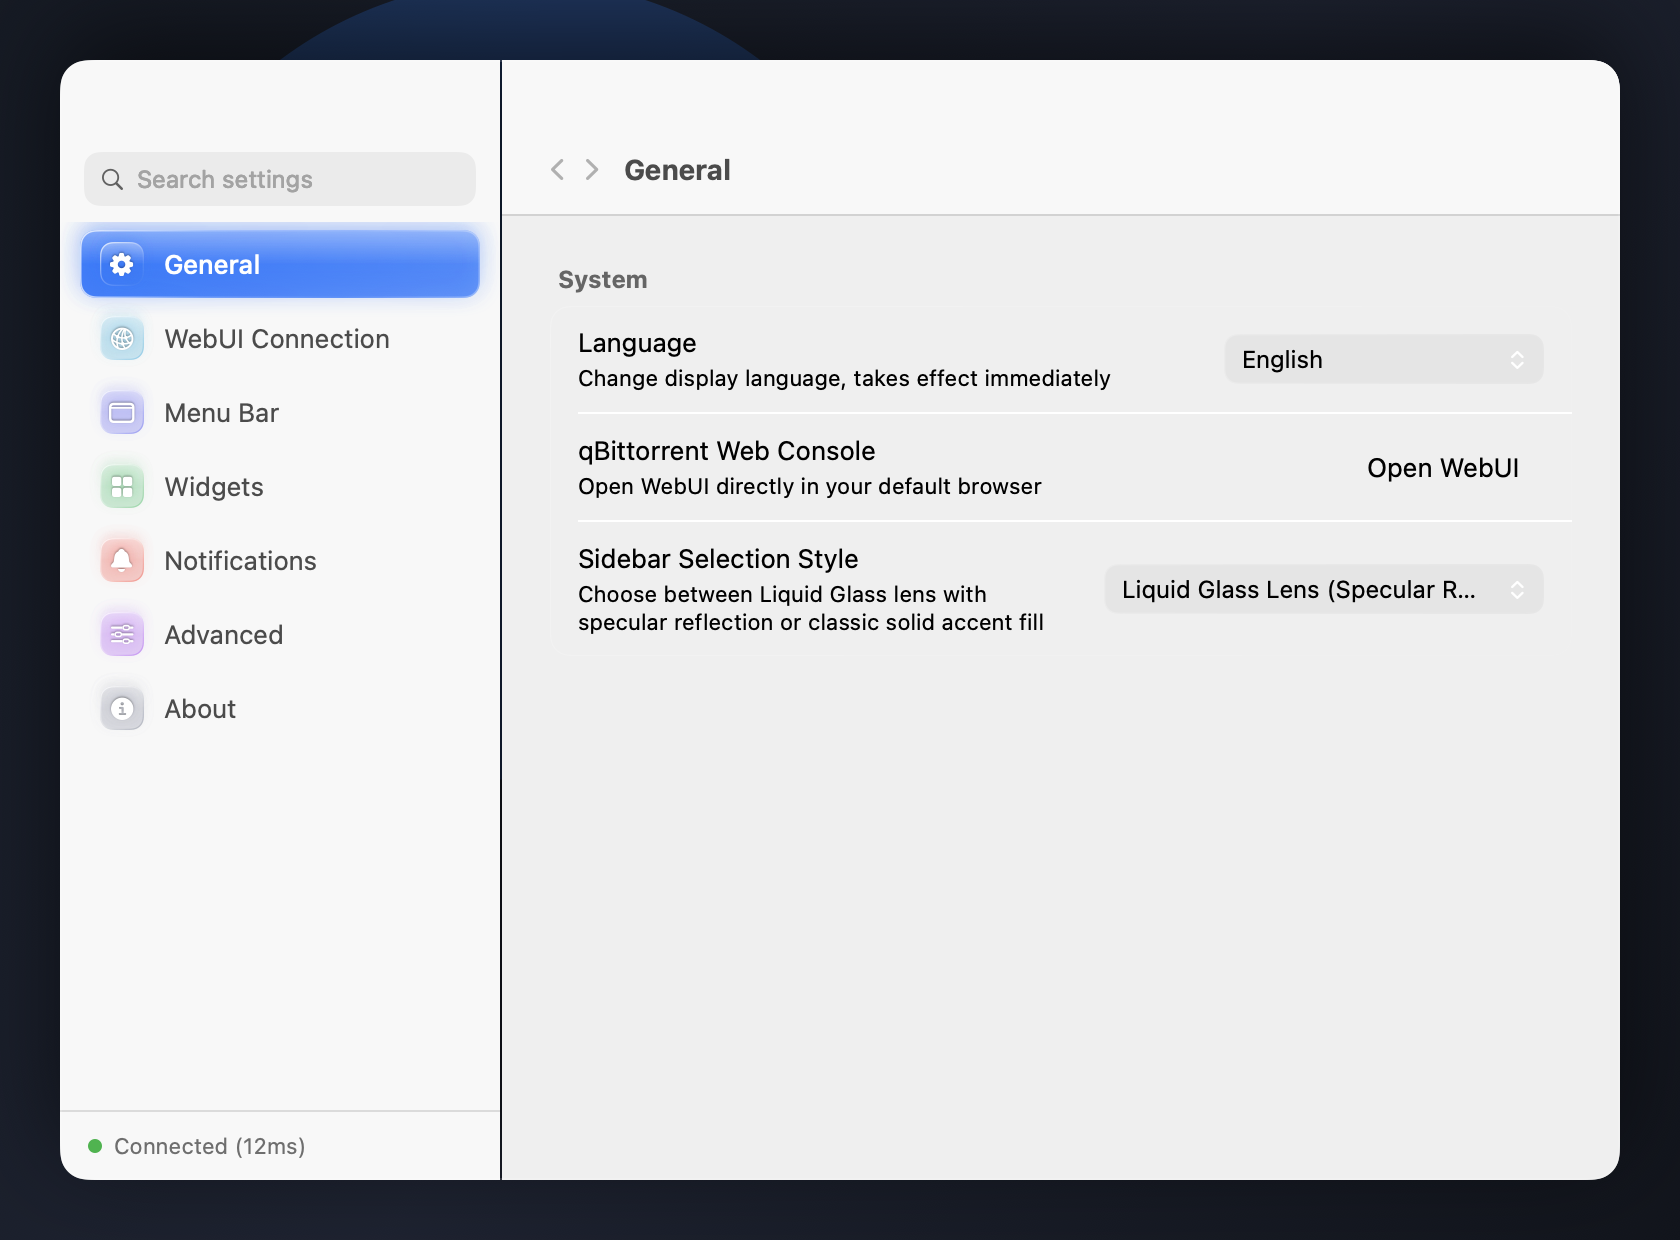 Search settings
General
WebUI Connection
Menu Bar
Widgets
Notifications
Advanced
About
Connected (12ms)
General
System
Language
Change display language, takes effect immediately
English
qBittorrent Web Console
Open WebUI directly in your default browser
Open WebUI
Sidebar Selection Style
Choose between Liquid Glass lens with
specular reflection or classic solid accent fill
Liquid Glass Lens (Specular R...